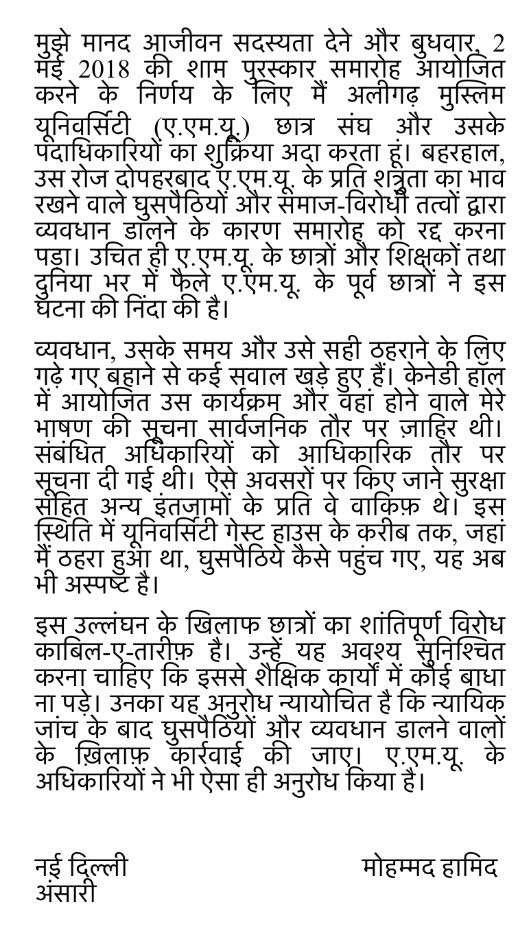 मुझे मानद आजीवन सदस्यता देने और बुधवार, 2
मई 2018 की शाम पुरस्कार समारोह आयोजित
करने के निर्णय के लिए मैं अलीगढ़ मुस्लिम
यूनिवर्सिटी (ए.एम.यू.) छात्र संघ और उसके
पदाधिकारियों का शुक्रिया अदा करता हूं। बहरहाल,
उस रोज दोपहरबाद ए.एम.यू. के प्रति शत्रुता का भाव
रखने वाले घुसपैठियों और समाज-विरोधी तत्वों द्वारा
व्यवधान डालने के कारण समारोह को रद्द करना
पड़ा। उचित ही ए.एम.यू. के छात्रों और शिक्षकों तथा
दुनिया भर में फैले ए.एम.यू. के पूर्व छात्रों ने इस
घटना की निंदा की है।
व्यवधान, उसके समय और उसे सही ठहराने के लिए
गढ़े गए बहाने से कई सवाल खड़े हुए हैं। केनेडी हॉल
में आयोजित उस कार्यक्रम और वहां होने वाले मेरे
भाषण की सूचना सार्वजनिक तौर पर ज़ाहिर थी।
संबंधित अधिकारियों को आधिकारिक तौर पर
सूचना दी गई थी। ऐसे अवसरों पर किए जाने सुरक्षा
सहित अन्य इंतजामों के प्रति वे वाकिफ़ थे। इस
स्थिति में यूनिवर्सिटी गेस्ट हाउस के करीब तक, जहां
मैं ठहरा हुआ था, घुसपैठिये कैसे पहुंच गए, यह अब
भी अस्पष्ट है।
इस उल्लंघन के खिलाफ छात्रों का शांतिपूर्ण विरोध
काबिल-ए-तारीफ़ है। उन्हें यह अवश्य सुनिश्चित
करना चाहिए कि इससे शैक्षिक कार्यों में कोई बाधा
ना पड़े। उनका यह अनुरोध न्यायोचित है कि न्यायिक
जांच के बाद घुसपैठियों और व्यवधान डालने वालों
के ख़िलाफ़ कार्रवाई की जाए। ए.एम.यू. के
अधिकारियों ने भी ऐसा ही अनुरोध किया है।
नई दिल्ली मोहम्मद हामिद
अंसारी